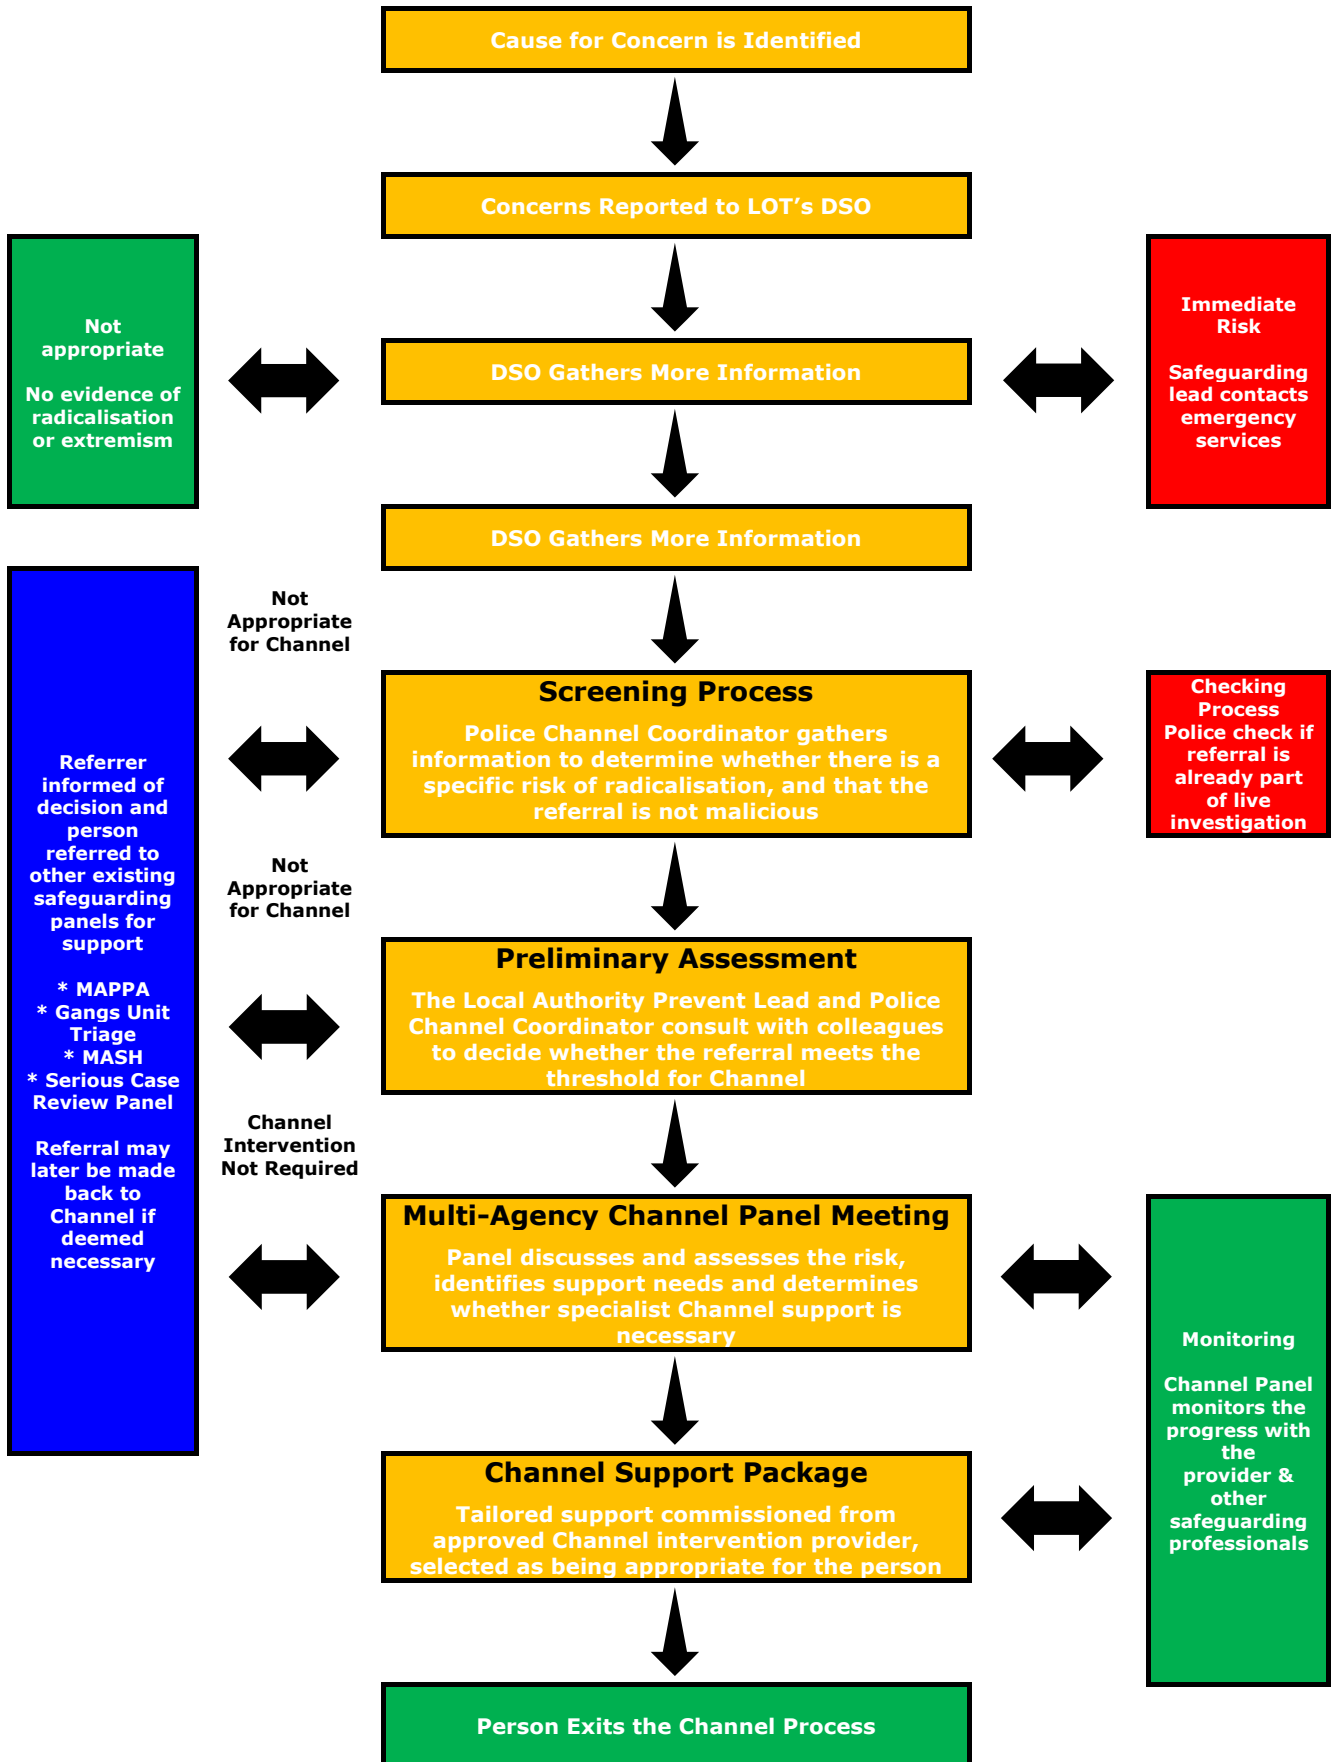 Cause for Concern is Identified
Concerns Reported to LOT’s DSO
Not
appropriate
No evidence of
radicalisation
or extremism
DSO Gathers More Information
Immediate
Risk
Safeguarding
lead contacts
emergency
services
DSO Gathers More Information
Not
Appropriate
for Channel
Screening Process
Police Channel Coordinator gathers
information to determine whether there is a
specific risk of radicalisation, and that the
referral is not malicious
Checking
Process
Police check if
referral is
already part
of live
investigation
Referrer
informed of
decision and
person
referred to
other existing
safeguarding
panels for
support
* MAPPA
* Gangs Unit
Triage
* MASH
* Serious Case
Review Panel
Referral may
later be made
back to
Channel if
deemed
necessary
Not
Appropriate
for Channel
Preliminary Assessment
The Local Authority Prevent Lead and Police
Channel Coordinator consult with colleagues
to decide whether the referral meets the
threshold for Channel
Channel
Intervention
Not Required
Multi-Agency Channel Panel Meeting
Panel discusses and assesses the risk,
identifies support needs and determines
whether specialist Channel support is
necessary
Monitoring
Channel Panel
monitors the
progress with
the
provider &
other
safeguarding
professionals
Channel Support Package
Tailored support commissioned from
approved Channel intervention provider,
selected as being appropriate for the person
Person Exits the Channel Process